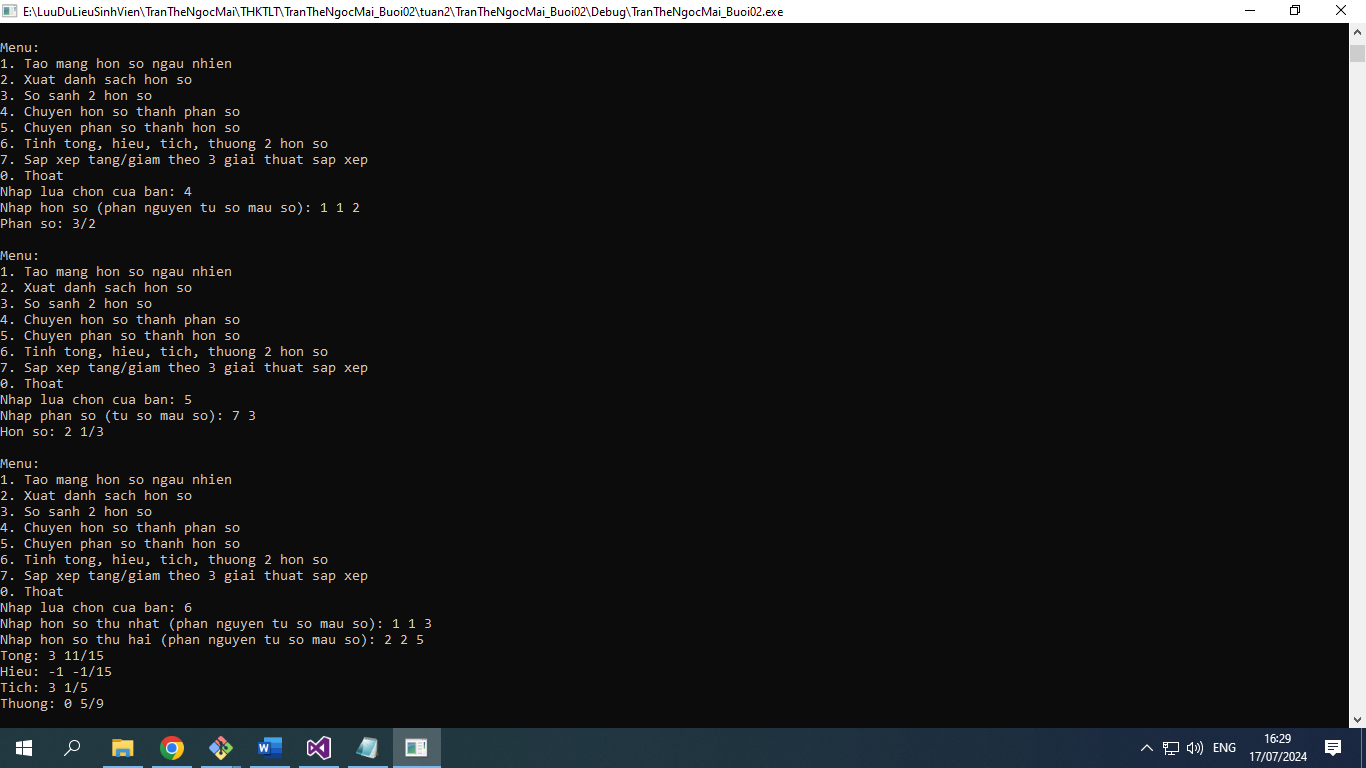 E:\LuuDuLieuSinhVien\TranTheNgocMai\THKTLT\TranTheNgocMai_Buoi02\tuan2\TranTheNgocMai_Buoi02\Debug\TranTheNgocMai_Buoi02.exe
Menu:
1. Tao mang hon so ngau nhien
2. Xuat danh sach hon so
3. So sanh 2 hon so
4. Chuyen hon so thanh phan so
5. Chuyen phan so thanh hon so
6. Tinh tong, hieu, tich, thuong 2 hon so
7. Sap xep tang/giam theo 3 giai thuat sap xep
0. Thoat
Nhap lua chon cua ban: 4
Nhap hon so (phan nguyen tu so mau so): 1 1 2
Phan so: 3/2
Menu:
1. Tao mang hon so ngau nhien
2. Xuat danh sach hon so
3. So sanh 2 hon so
4. Chuyen hon so thanh phan so
5. Chuyen phan so thanh hon so
6. Tinh tong, hieu, tich, thuong 2 hon so
7. Sap xep tang/giam theo 3 giai thuat sap xep
0. Thoat
Nhap lua chon cua ban: 5
Nhap phan so (tu so mau so): 7 3
Hon so: 2 1/3
Menu:
1. Tao mang hon so ngau nhien
2. Xuat danh sach hon so
3. So sanh 2 hon so
4. Chuyen hon so thanh phan so
5. Chuyen phan so thanh hon so
6. Tinh tong, hieu, tich, thuong 2 hon so
7. Sap xep tang/giam theo 3 giai thuat sap xep
0. Thoat
Nhap lua chon cua ban: 6
Nhap hon so thu nhat (phan nguyen tu so mau so): 1 1 3
Nhap hon so thu hai (phan nguyen tu so mau so): 2 2 5
Tong: 3 11/15
Hieu: -1 -1/15
Tich: 3 1/5
Thuong: 0 5/9
ENG
16:29
17/07/2024